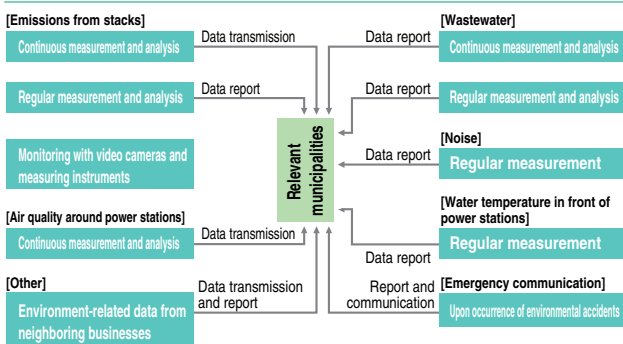 [Emissions from stacks]
Continuous measurement and analysis
Data transmission
Regular measurement and analysis
Data report
Monitoring with video cameras and
measuring instruments
[Air quality around power stations]
Continuous measurement and analysis
Data transmission
[Other]
Environment-related data from
neighboring businesses
Data transmission
and report
Relevant
municipalities
[Wastewater]
Data report
Continuous measurement and analysis
Data report
Regular measurement and analysis
[Noise]
Data report
Regular measurement
[Water temperature in front of
power stations]
Regular measurement
Data report
[Emergency communication]
Report and
communication
Upon occurrence of environmental accidents